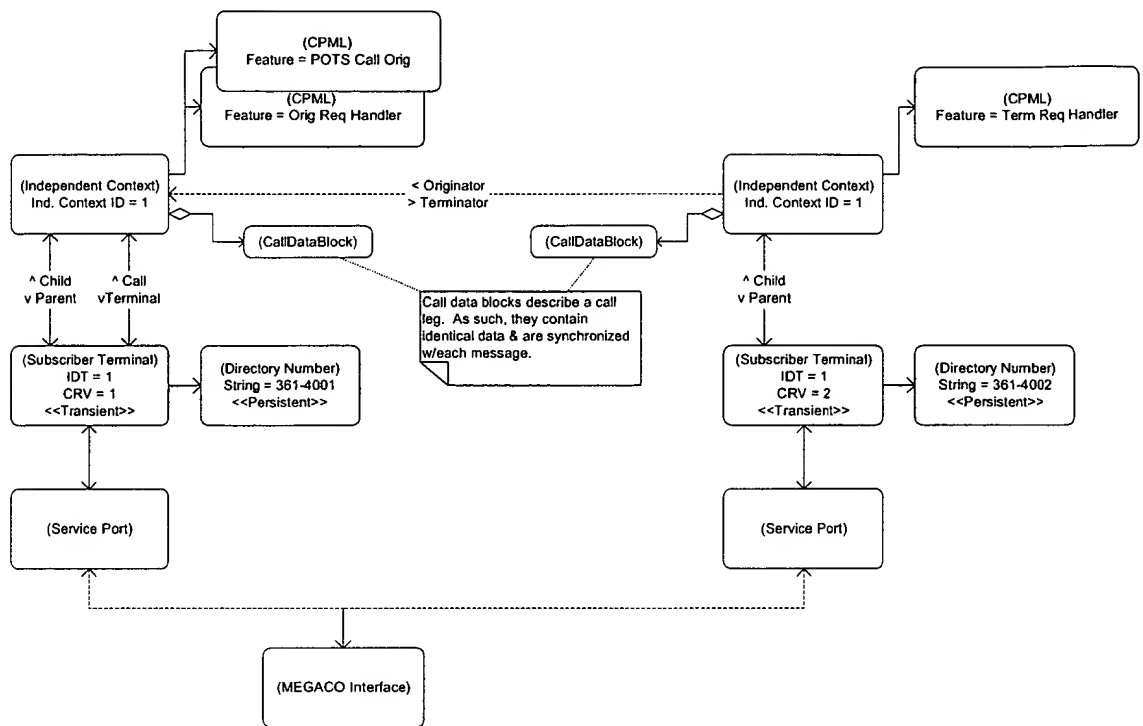 (CPML)
Feature = POTS Call Orig
(CPML)
Feature = Orig Req Handler
(CPML)
Feature = Term Req Handler
(Independent Context)
Ind. Context ID = 1
< Originator
> Terminator
(Independent Context)
Ind. Context ID = 1
(CallDataBlock)
(CallDataBlock)
^ Child
v Parent
^ Call
vTerminal
^ Child
v Parent
Call data blocks describe a call
leg. As such, they contain
identical data & are synchronized
w/each message.
(Subscriber Terminal)
IDT = 1
CRV = 1
<<Transient>>
(Directory Number)
String = 361-4001
<<Persistent>>
(Subscriber Terminal)
IDT = 1
CRV = 2
<<Transient>>
(Directory Number)
String = 361-4002
<<Persistent>>
(Service Port)
(Service Port)
(MEGACO Interface)